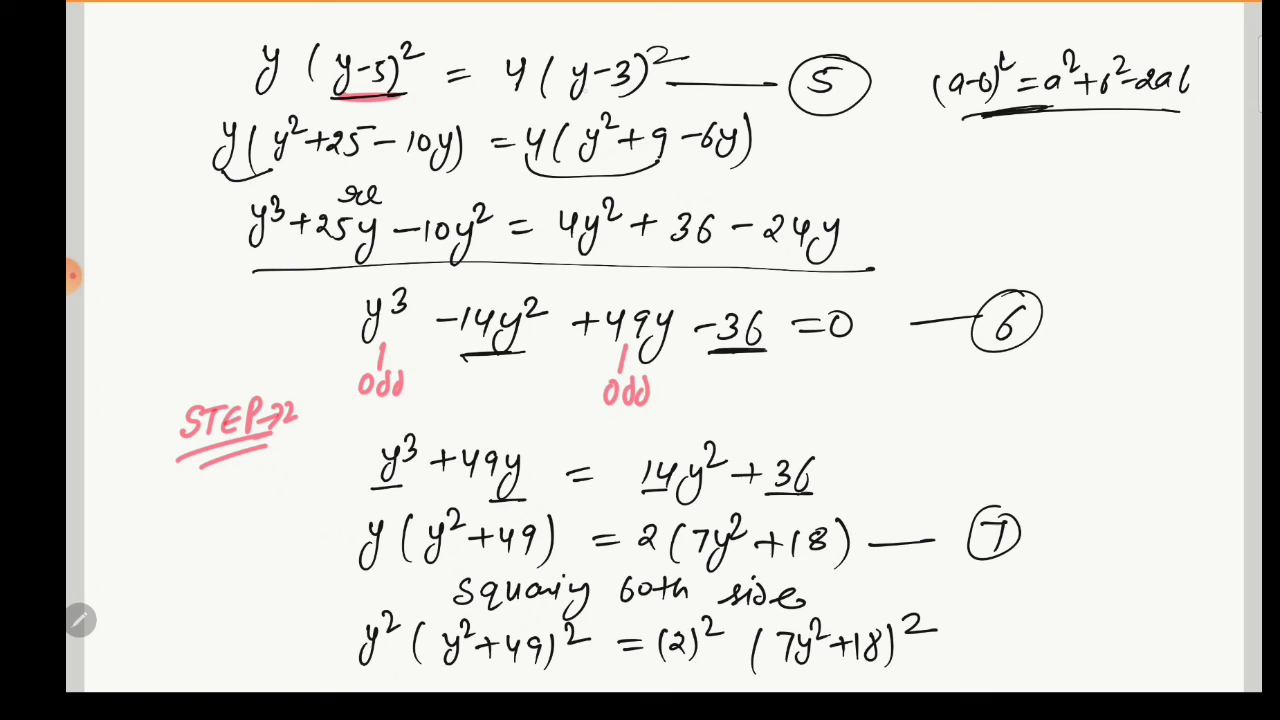 y(y-5)² = 4(y-3)² — 5 (a-b)² = a²+b²-2ab
y(y²+25-10y) = 4(y²+9-6y)
y³+25y-10y² = 4y²+36-24y
y³ -14y² +49y -36 =0 — 6
odd odd
STEP→2
y³+49y = 14y²+36
y(y²+49) = 2(7y²+18) — 7
both side
y²(y²+49)² = (2)² (7y²+18)²